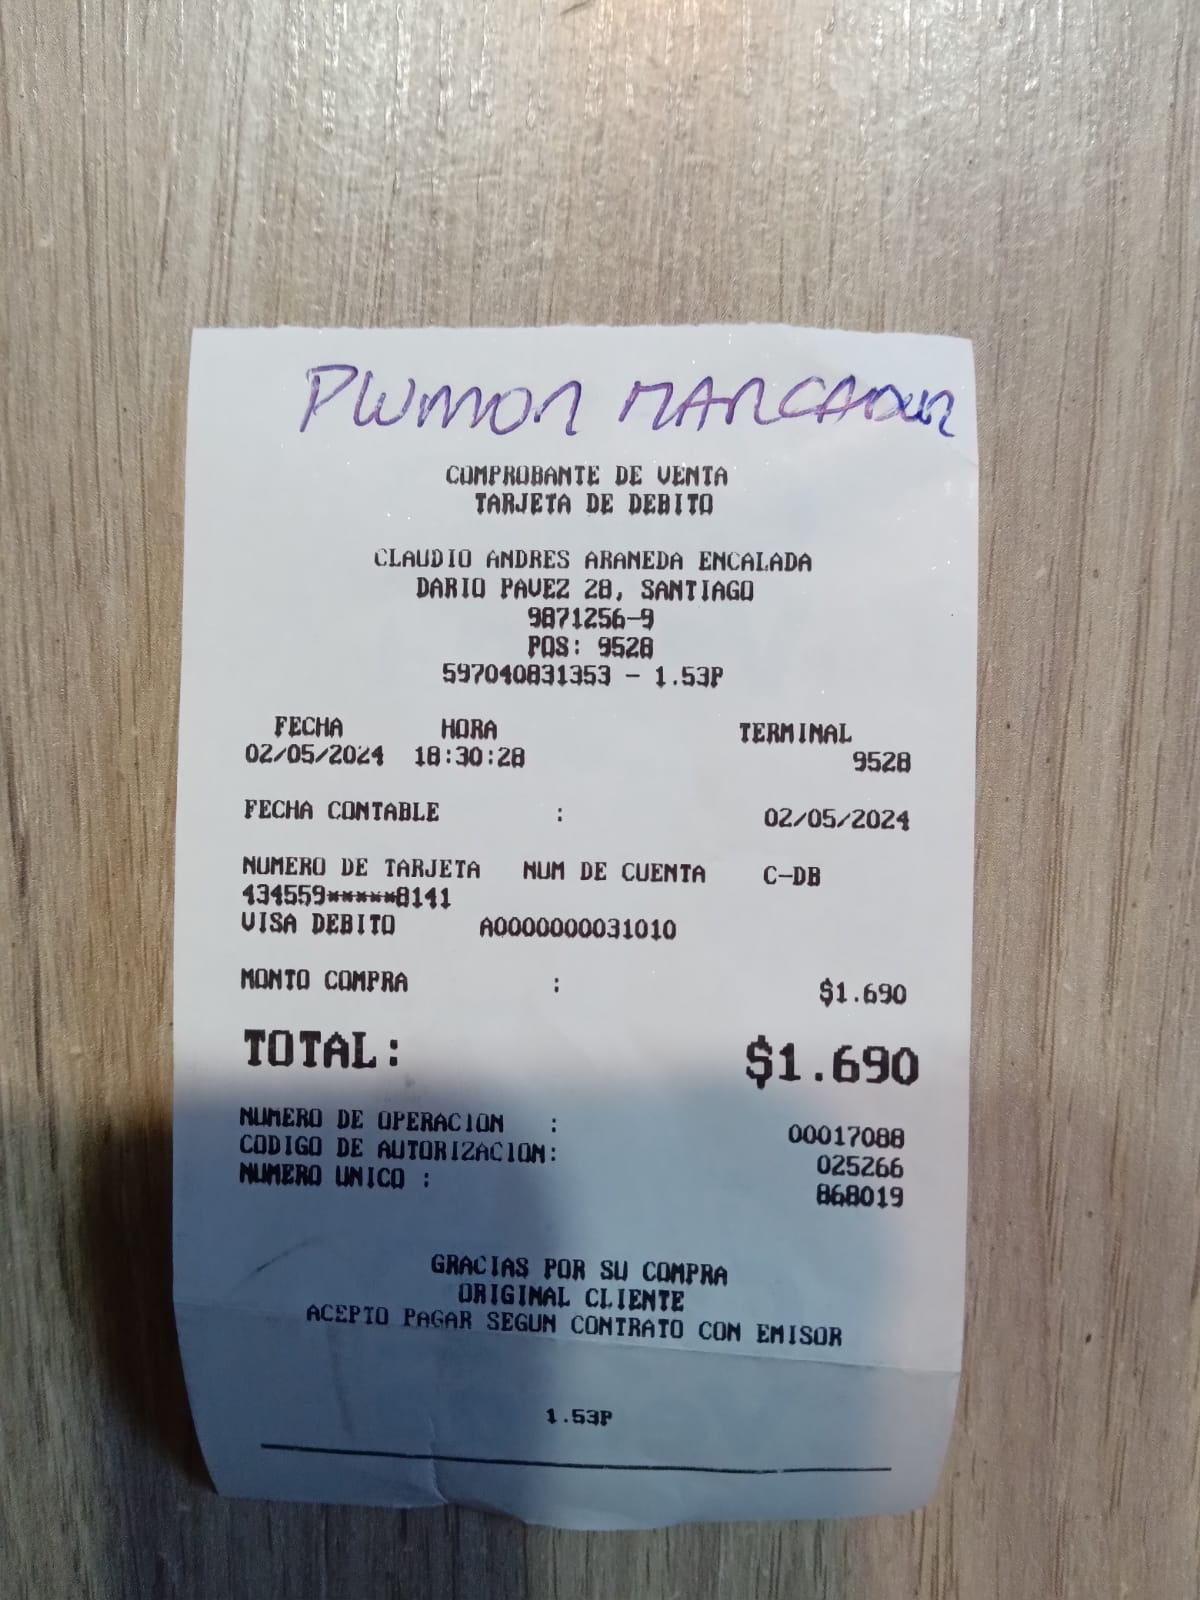 PLUMON MARCADOR
COMPROBANTE DE VENTA
TARJETA DE DEBITO
CLAUDIO ANDRES ARANEDA ENCALADA
DARIO PAVEZ 28, SANTIAGO
9871256-9
POS: 9528
597040831353 - 1.53P
FECHA HORA TERMINAL
02/05/2024 18:30:28 9528
FECHA CONTABLE : 02/05/2024
NUMERO DE TARJETA NUM DE CUENTA C-DB
434559*****8141
VISA DEBITO A0000000031010
MONTO COMPRA : $1.690
TOTAL: $1.690
NUMERO DE OPERACION : 00017088
CODIGO DE AUTORIZACION: 025266
NUMERO UNICO : 868019
GRACIAS POR SU COMPRA
ORIGINAL CLIENTE
ACEPTO PAGAR SEGUN CONTRATO CON EMISOR
1.53P